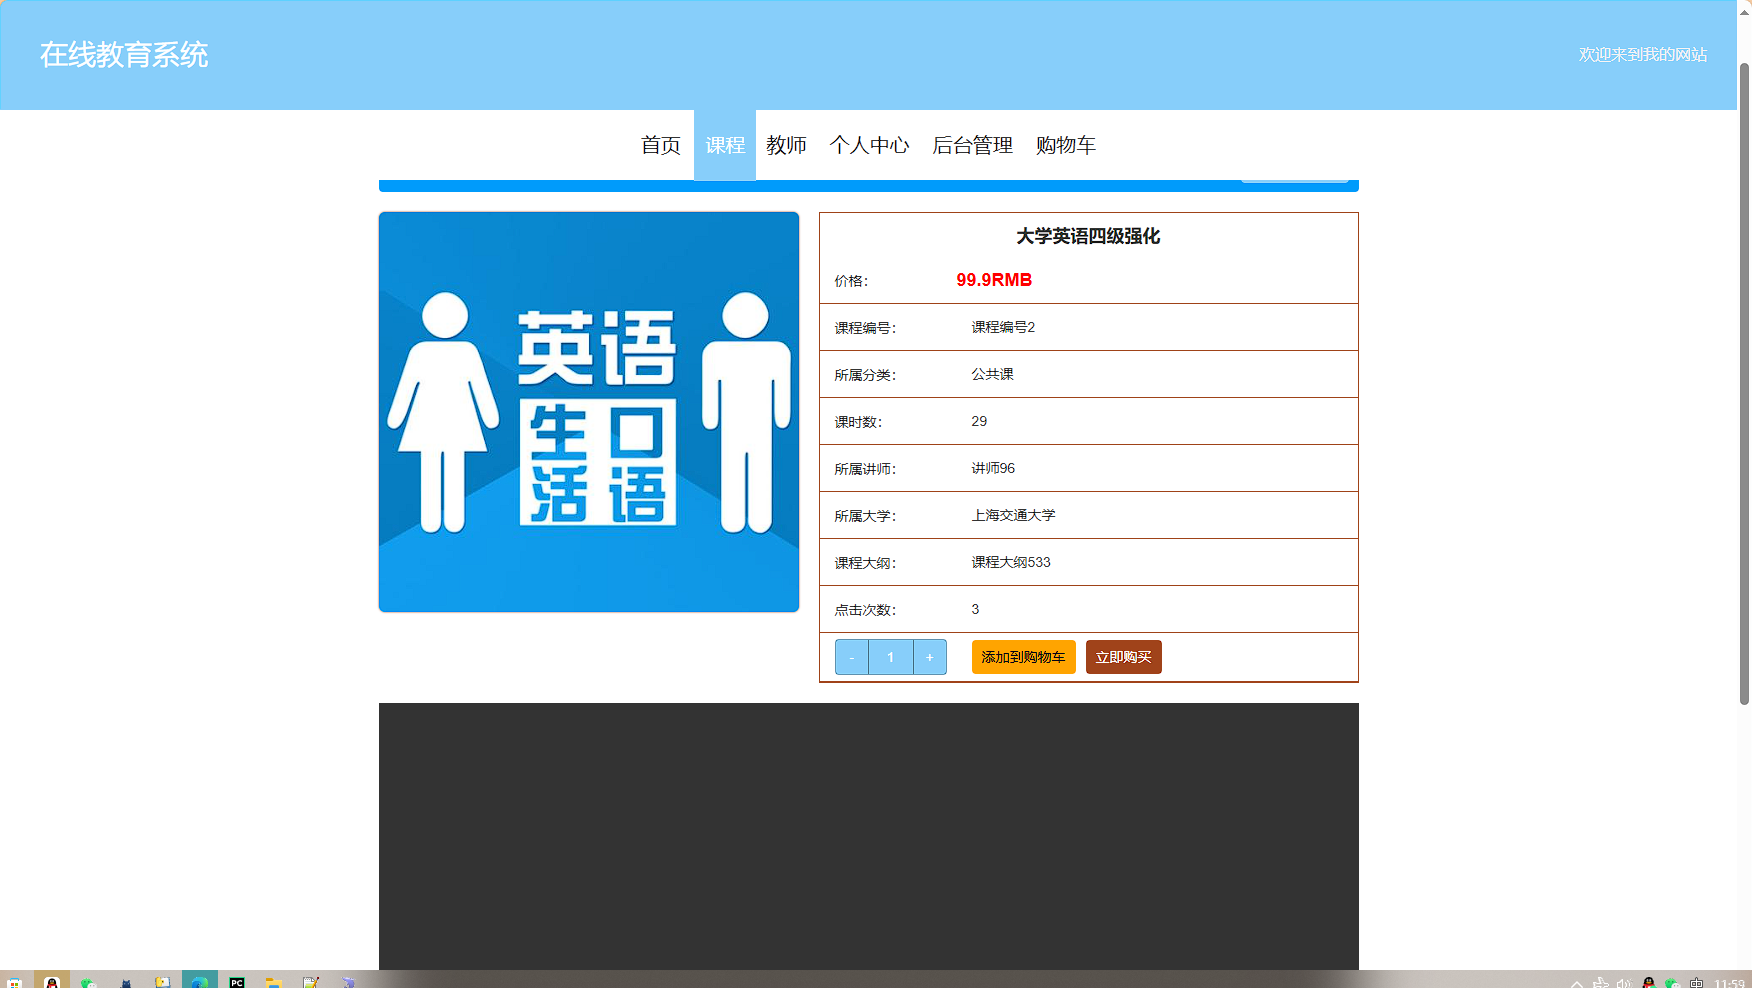 在线教育系统
欢迎来到我的网站
首页 课程 教师 个人中心 后台管理 购物车
英语
生口
活语
大学英语四级强化
价格： 99.9RMB
课程编号： 课程编号2
所属分类： 公共课
课时数： 29
所属讲师： 讲师96
所属大学： 上海交通大学
课程大纲： 课程大纲533
点击次数： 3
- 1 + 添加到购物车 立即购买
PC
中 11:59